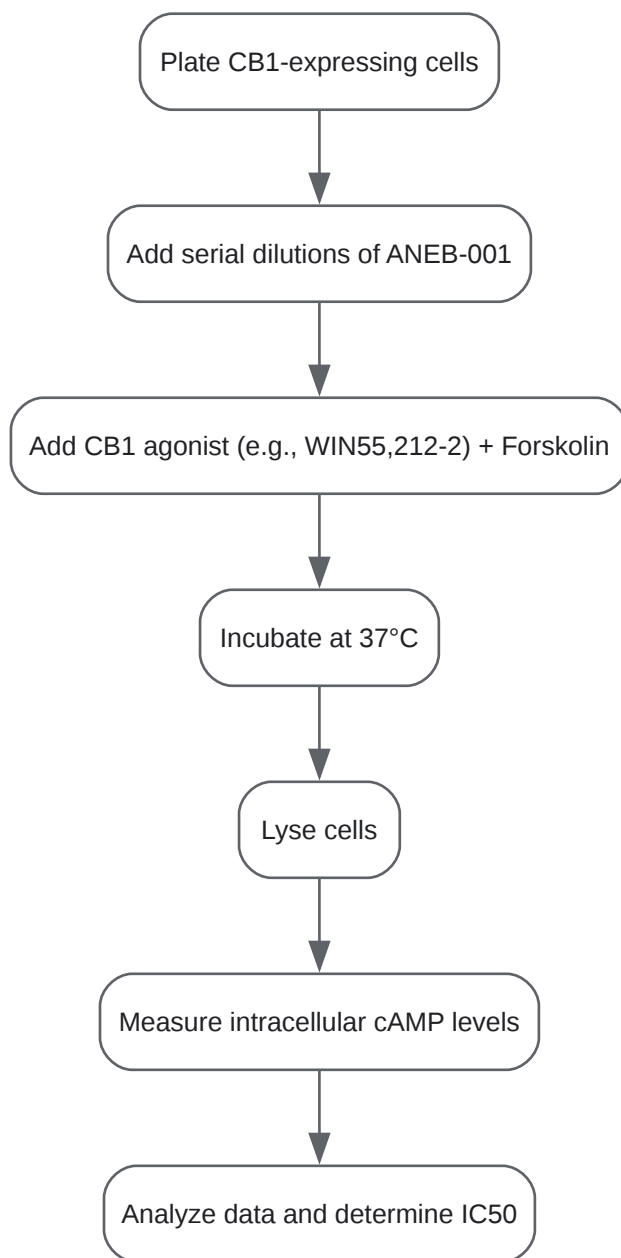 Plate CB1-expressing cells
Add serial dilutions of ANEB-001
Add CB1 agonist (e.g., WIN55,212-2) + Forskolin
Incubate at 37°C
Lyse cells
Measure intracellular cAMP levels
Analyze data and determine IC50